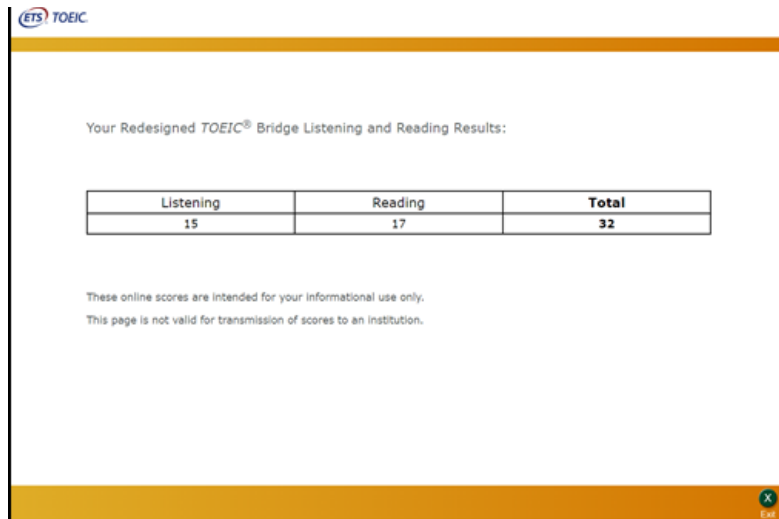 ETS TOEIC.
Your Redesigned TOEIC® Bridge Listening and Reading Results:
Listening Reading Total
15 17 32
These online scores are intended for your informational use only.
This page is not valid for transmission of scores to an institution.
X
Exit